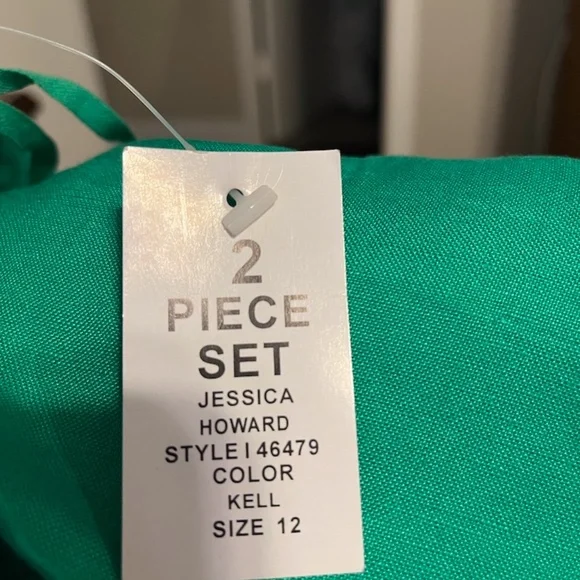 2
PIECE
SET
JESSICA
HOWARD
STYLE I 46479
COLOR
KELL
SIZE 12